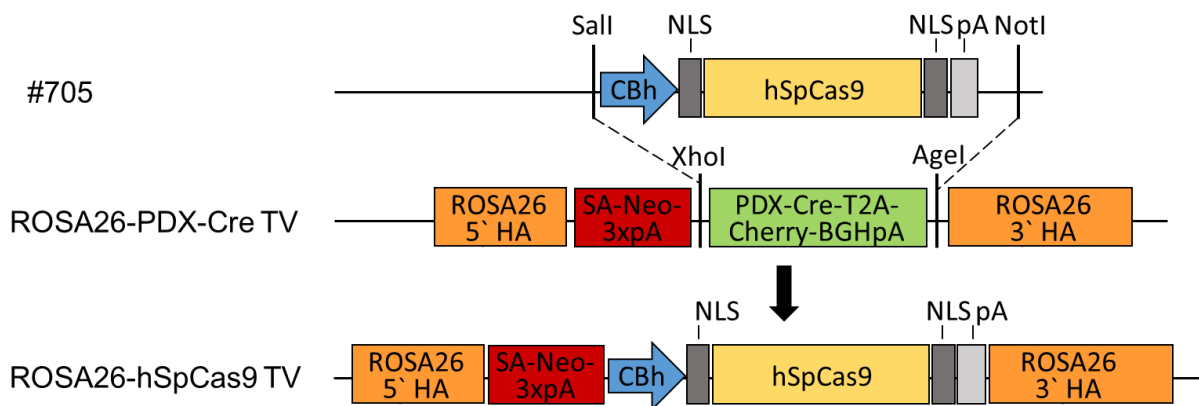 SalI NLS NLS pA NotI
#705 CBh hSpCas9
XhoI AgeI
ROSA26-PDX-Cre TV
ROSA26
5` HA
SA-Neo-
3xpA
PDX-Cre-T2A-
Cherry-BGHpA
ROSA26
3` HA
NLS NLS pA
ROSA26-hSpCas9 TV
ROSA26
5` HA
SA-Neo-
3xpA
CBh
hSpCas9
ROSA26
3` HA